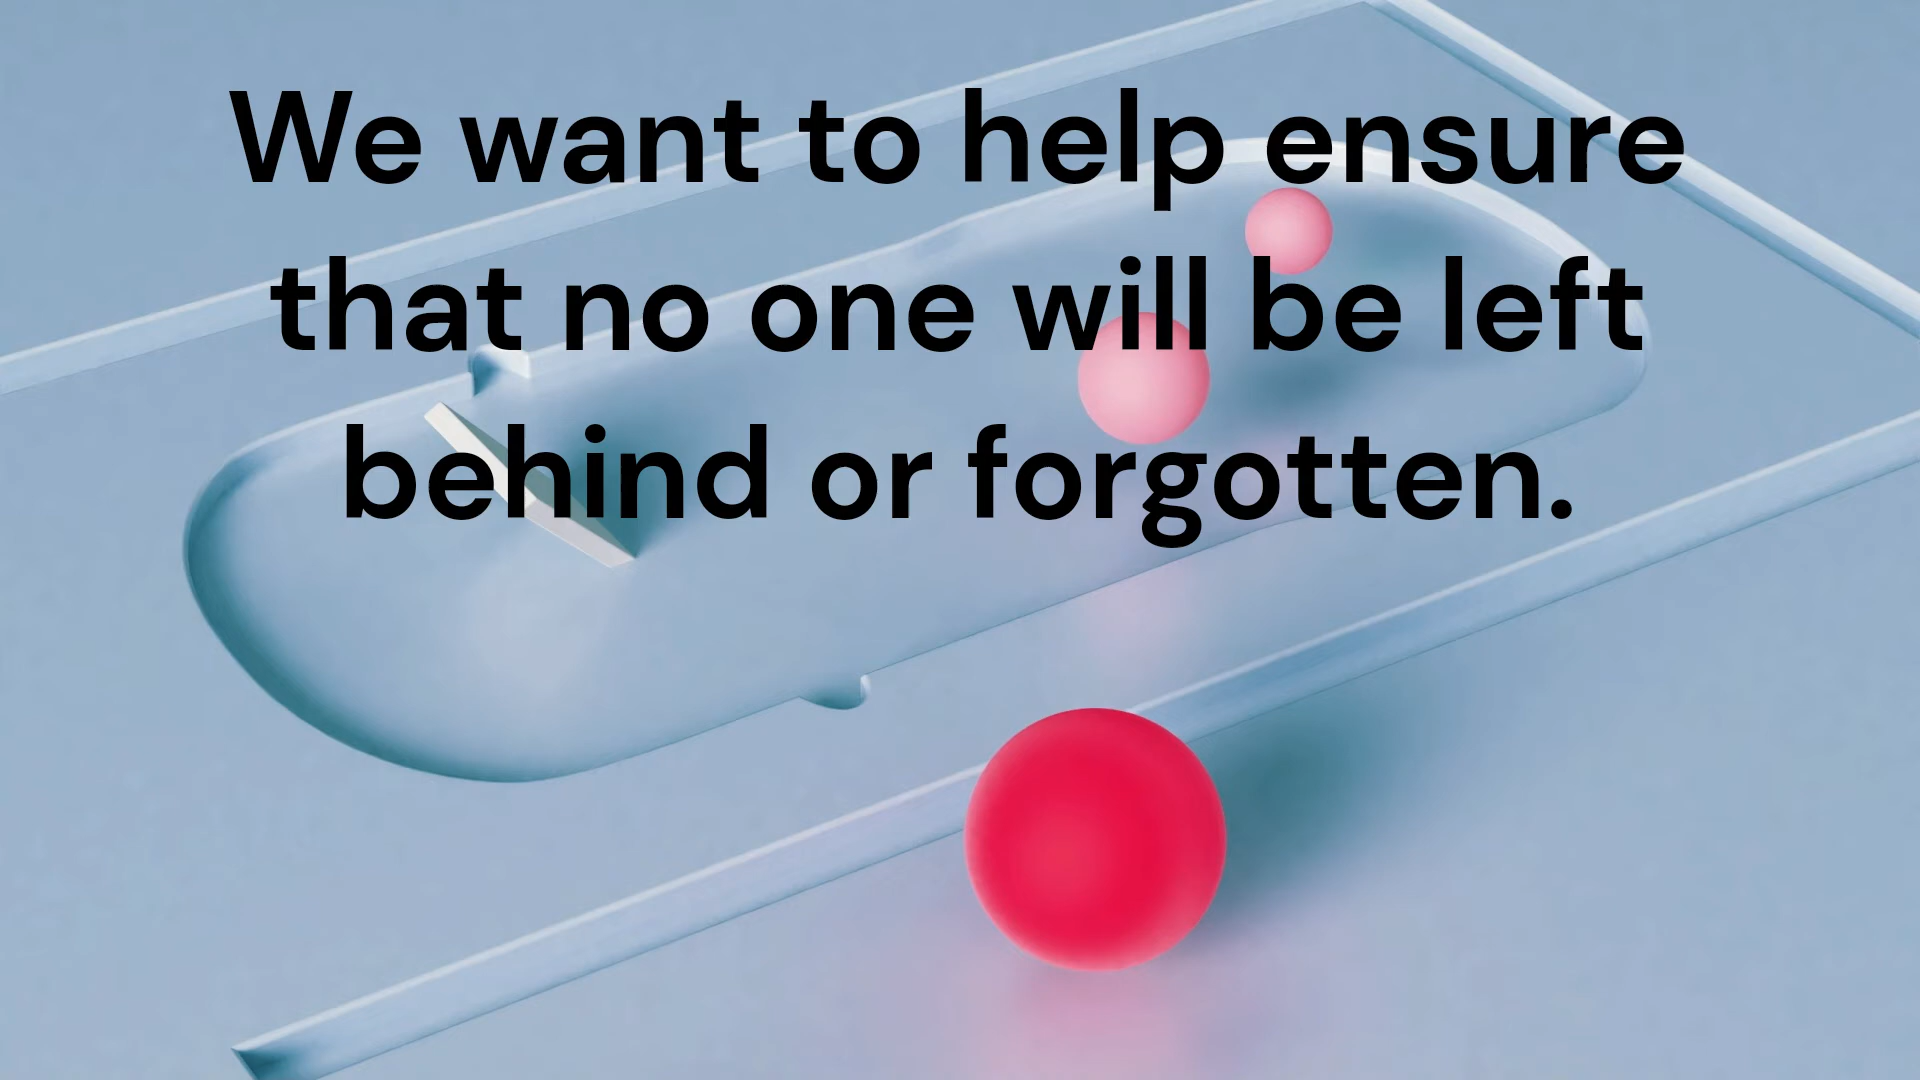 We want to help ensure
that no one will be left
behind or forgotten.